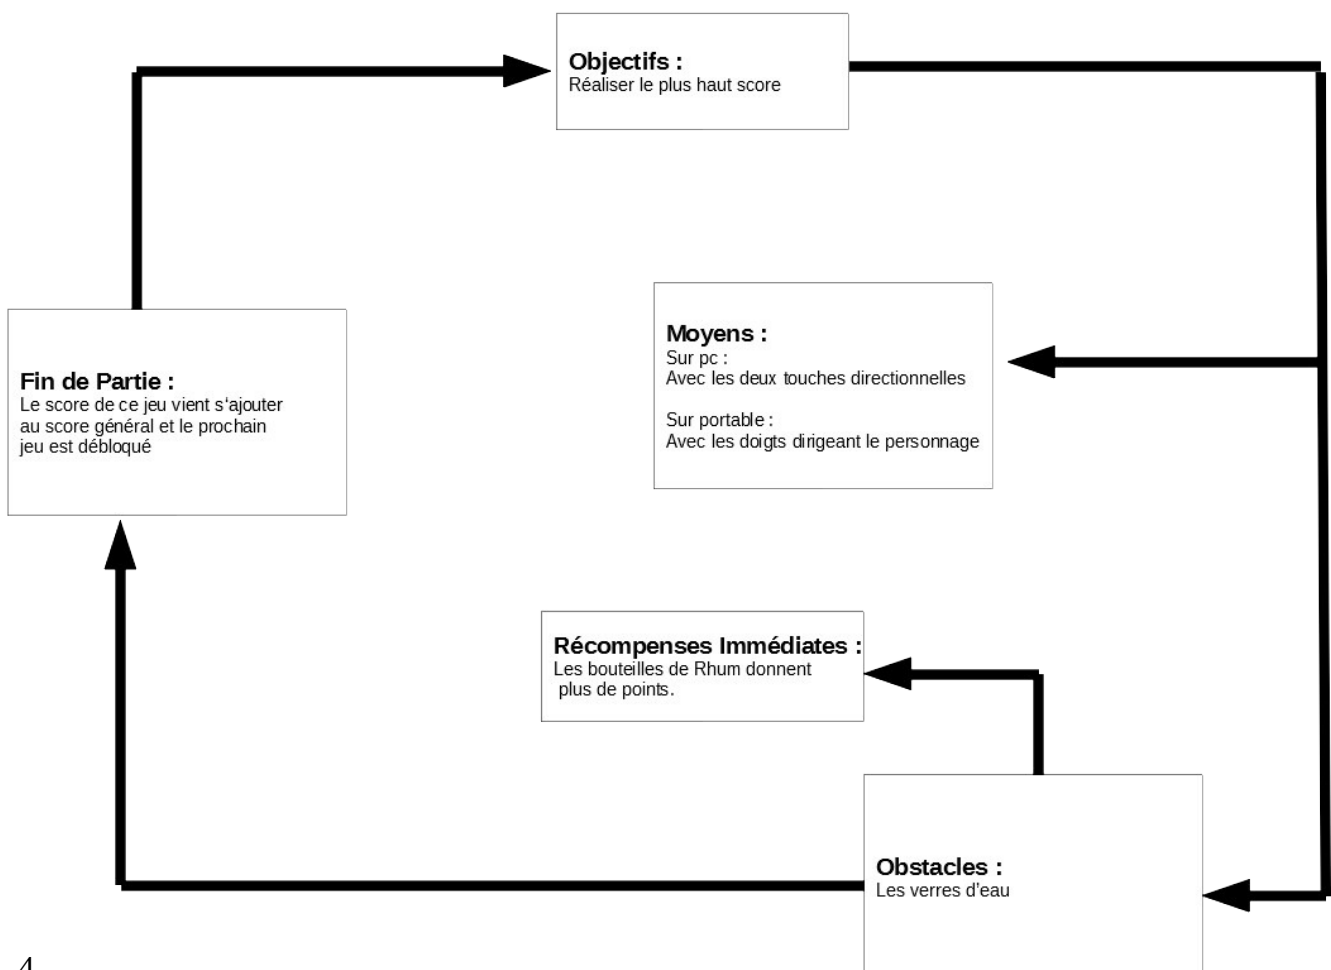 Objectifs :
Réaliser le plus haut score
Moyens :
Sur pc :
Avec les deux touches directionnelles
Sur portable :
Avec les doigts dirigeant le personnage
Fin de Partie :
Le score de ce jeu vient s‘ajouter
au score général et le prochain
jeu est débloqué
Récompenses Immédiates :
Les bouteilles de Rhum donnent
plus de points.
Obstacles :
Les verres d’eau
4